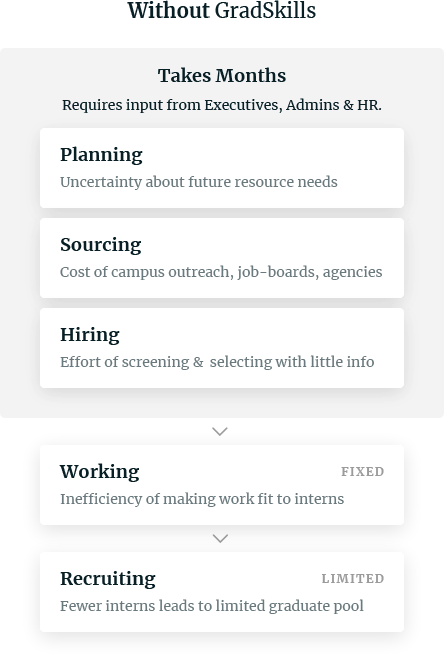 Without GradSkills
Takes Months
Requires input from Executives, Admins & HR.
Planning
Uncertainty about future resource needs
Sourcing
Cost of campus outreach, job-boards, agencies
Hiring
Effort of screening & selecting with little info
Working FIXED
Inefficiency of making work fit to interns
Recruiting LIMITED
Fewer interns leads to limited graduate pool